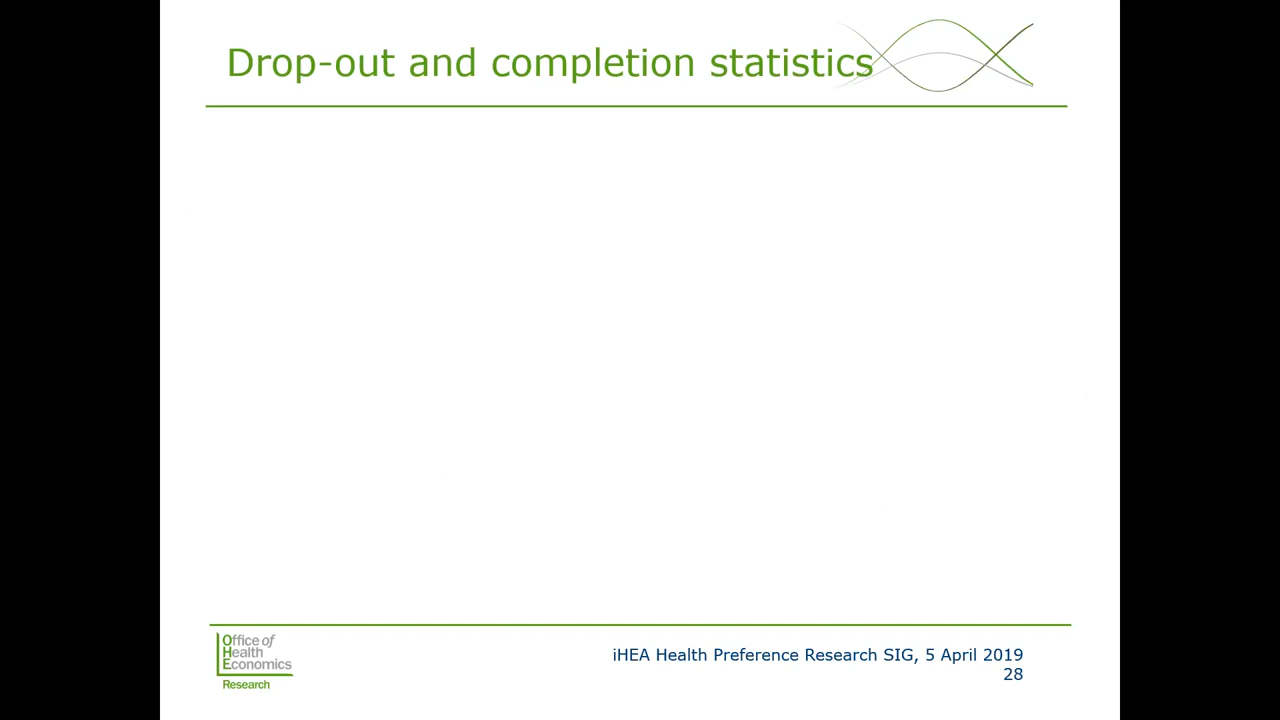 Drop-out and completion statistics
Office of
Health
Economics
Research
iHEA Health Preference Research SIG, 5 April 2019
28